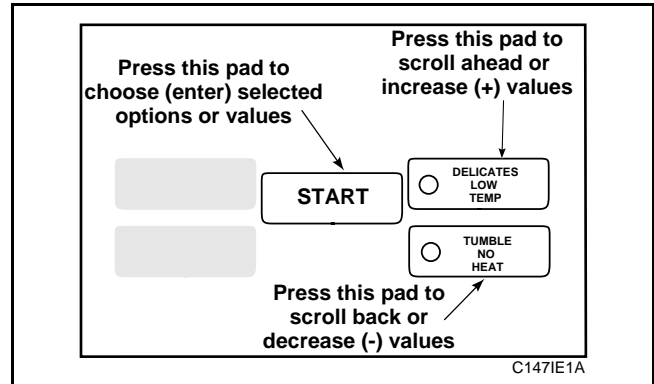 Press this pad to
choose (enter) selected
options or values
Press this pad to
scroll ahead or
increase (+) values
START
DELICATES
LOW
TEMP
TUMBLE
NO
HEAT
Press this pad to
scroll back or
decrease (-) values
C147IE1A